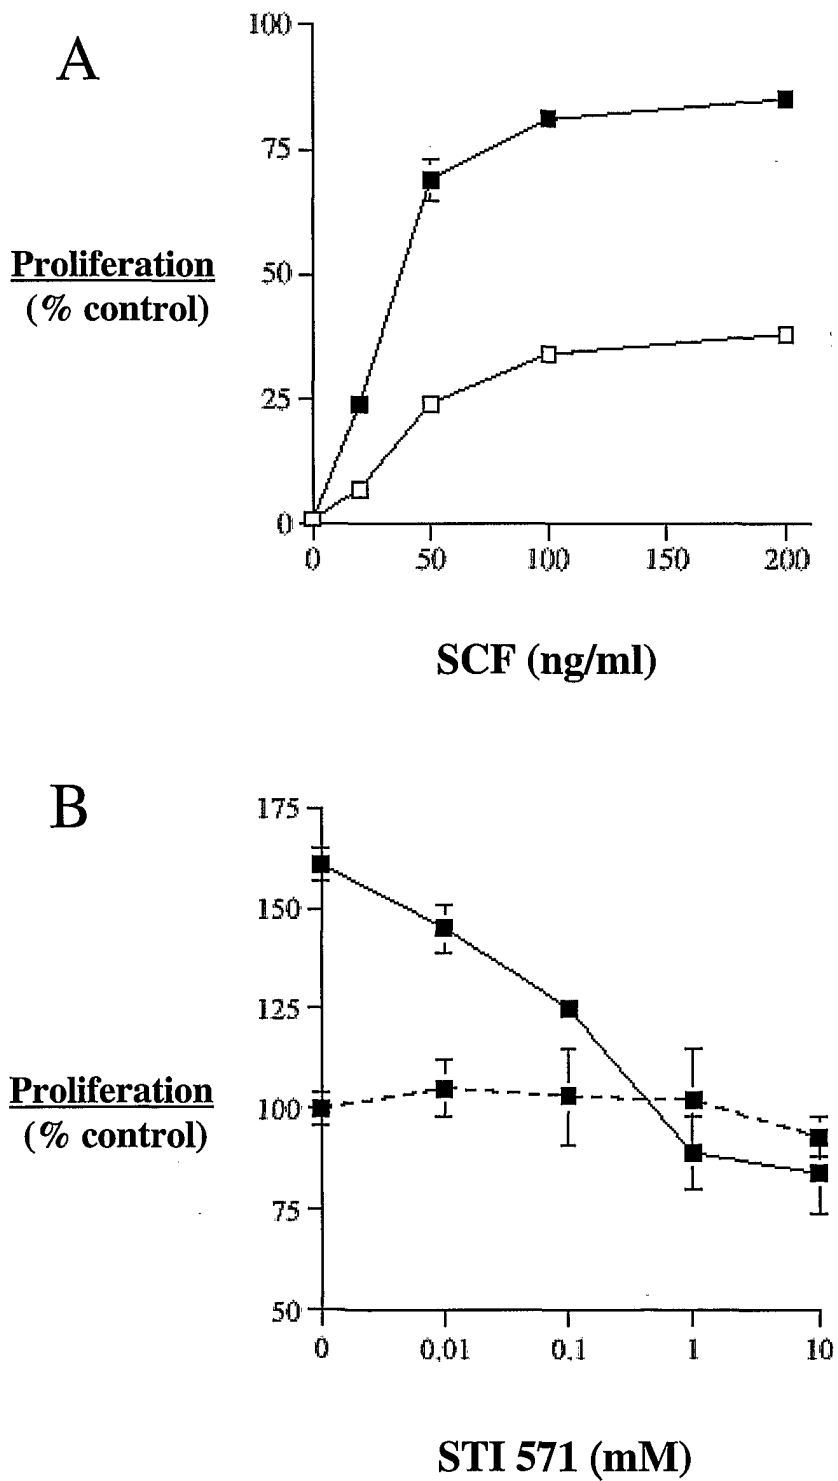 A
100
75
50
25
0
Proliferation
(% control)
0 50 100 150 200
SCF (ng/ml)
B
175
150
125
100
75
50
Proliferation
(% control)
0 0,01 0.1 1 10
STI 571 (mM)